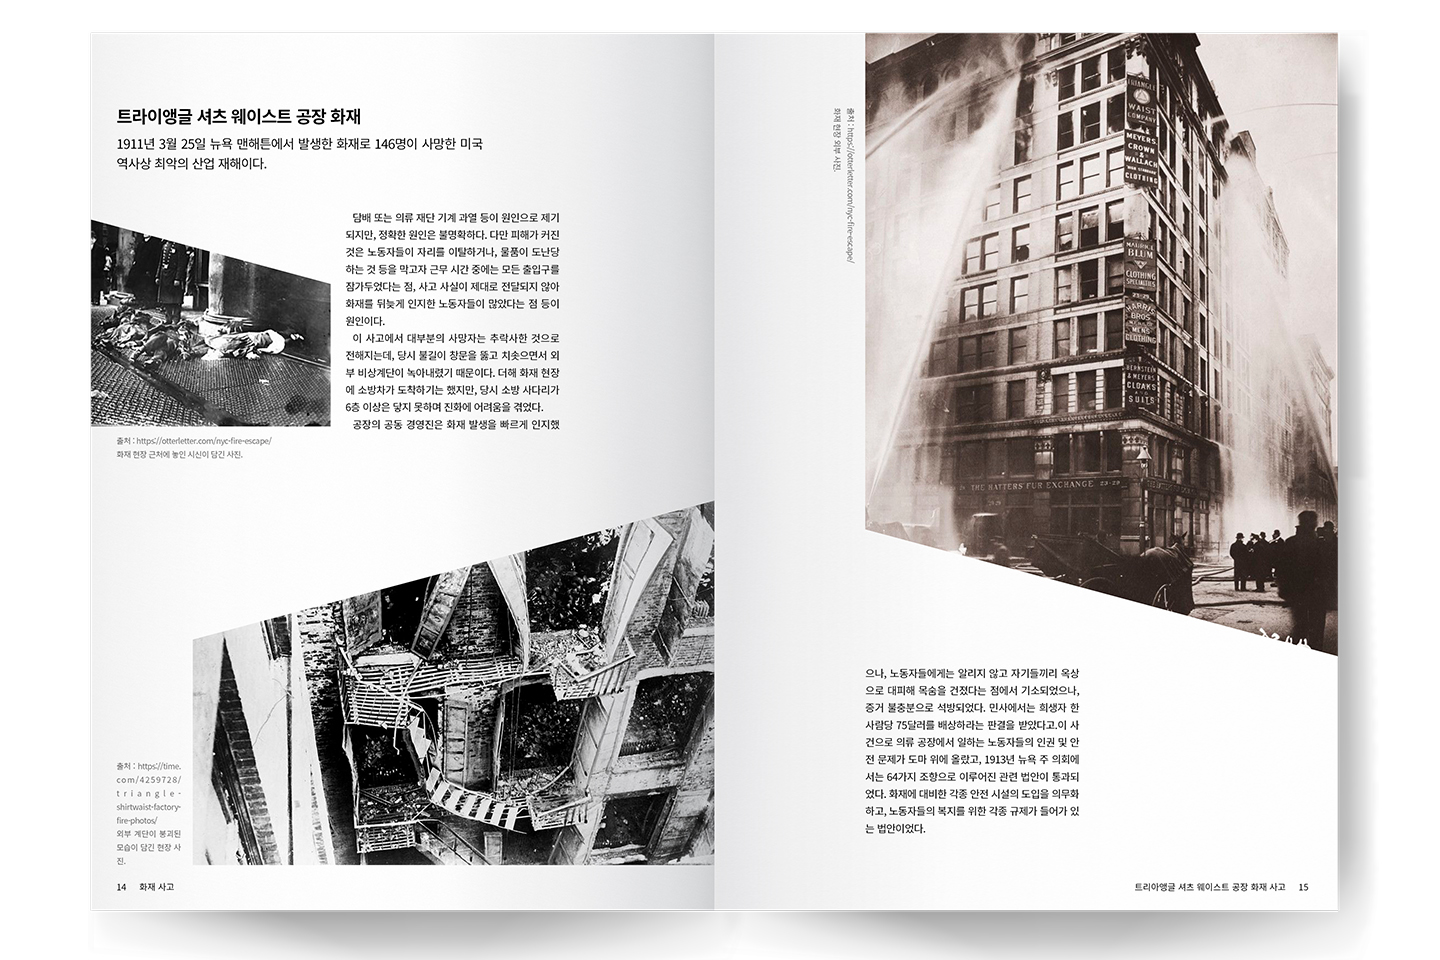 트라이앵글 셔츠 웨이스트 공장 화재
1911년 3월 25일 뉴욕 맨해튼에서 발생한 화재로 146명이 사망한 미국
역사상 최악의 산업 재해이다.
담배 또는 의류 재단 기계 과열 등이 원인으로 제기
되지만, 정확한 원인은 불명확하다. 다만 피해가 커진
것은 노동자들이 자리를 이탈하거나, 물품이 도난당
하는 것 등을 막고자 근무 시간 중에는 모든 출입구를
잠가두었다는 점, 사고 사실이 제대로 전달되지 않아
화재를 뒤늦게 인지한 노동자들이 많았다는 점 등이
원인이다.
이 사고에서 대부분의 사망자는 추락사한 것으로
전해지는데, 당시 불길이 창문을 뚫고 치솟으면서 외
부 비상계단이 녹아내렸기 때문이다. 더해 화재 현장
에 소방차가 도착하기는 했지만, 당시 소방 사다리가
6층 이상은 닿지 못하며 진화에 어려움을 겪었다.
공장의 공동 경영진은 화재 발생을 빠르게 인지했
출처 : https://otterletter.com/nyc-fire-escape/
화재 현장 근처에 놓인 시신이 담긴 사진.
출처 : https://time.
com/4259728/
triangle-
shirtwaist-factory-
fire-photos/
외부 계단이 붕괴된
모습이 담긴 현장 사
진.
14 화재 사고
출처 : https://otterletter.com/nyc-fire-escape/
화재 현장 외부 사진.
TRIANGLE
WAIST
COMPANY
MEYERS,
CROWN
&
WALLACH
CLOTHING
MAURICE
BLUM
CLOTHING
SPECIALTIES
23-29
HARRIS
BROS
MENS
CLOTHING
BERNSTEIN
& MEYERS
CLOAKS
AND
SUITS
THE HATTERS' FUR EXCHANGE 23-29
으나, 노동자들에게는 알리지 않고 자기들끼리 옥상
으로 대피해 목숨을 건졌다는 점에서 기소되었으나,
증거 불충분으로 석방되었다. 민사에서는 희생자 한
사람당 75달러를 배상하라는 판결을 받았다고.이 사
건으로 의류 공장에서 일하는 노동자들의 인권 및 안
전 문제가 도마 위에 올랐고, 1913년 뉴욕 주 의회에
서는 64가지 조항으로 이루어진 관련 법안이 통과되
었다. 화재에 대비한 각종 안전 시설의 도입을 의무화
하고, 노동자들의 복지를 위한 각종 규제가 들어가 있
는 법안이었다.
트리아앵글 셔츠 웨이스트 공장 화재 사고 15